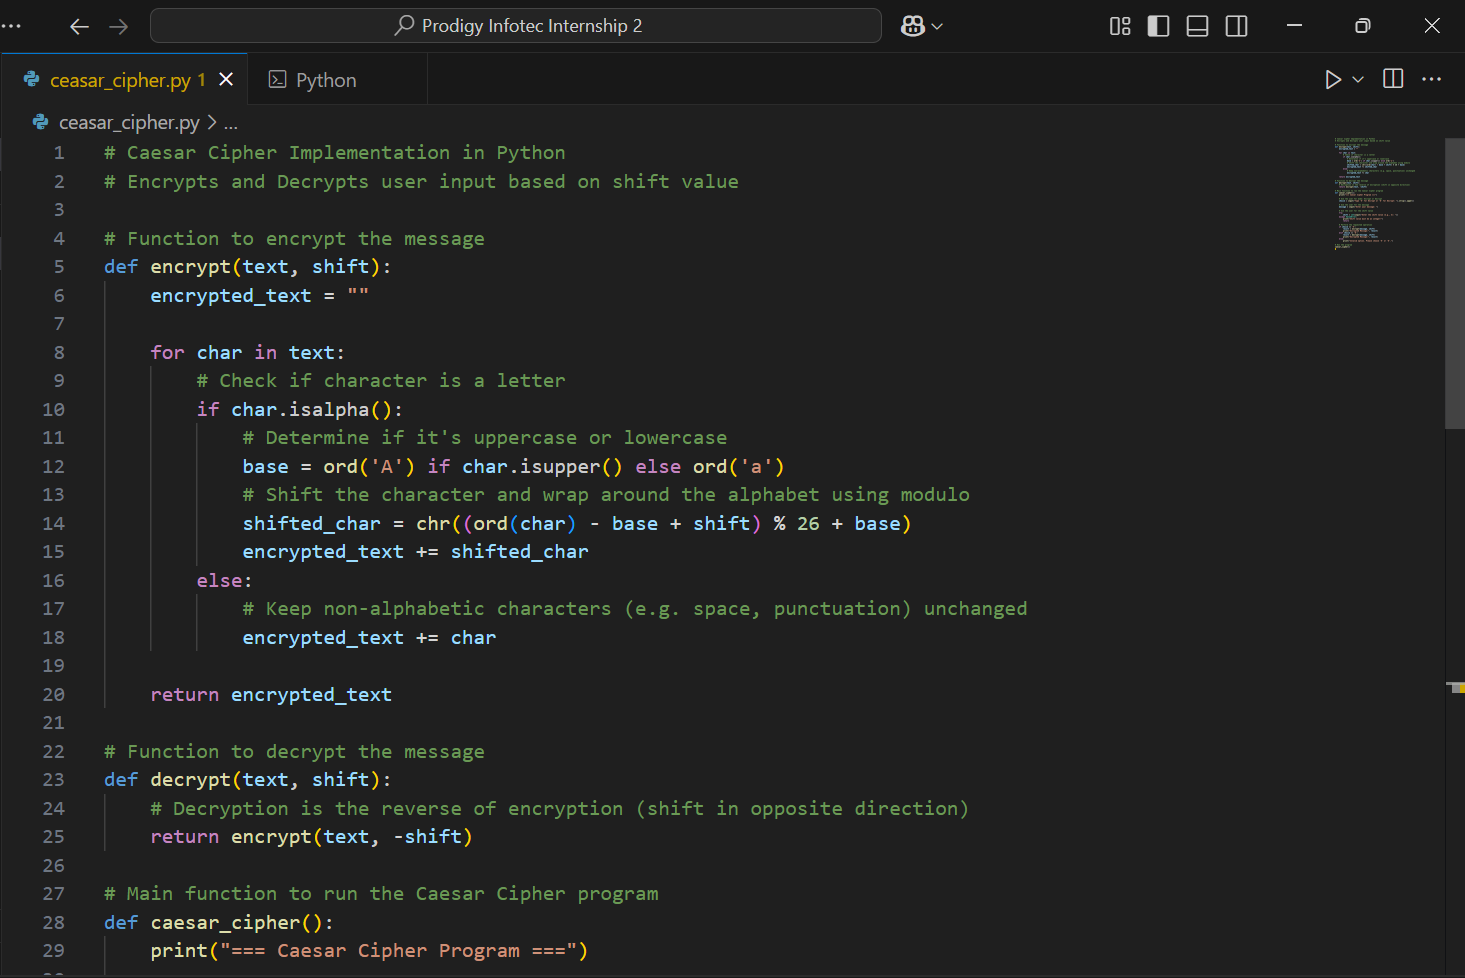 Prodigy Infotec Internship 2
ceasar_cipher.py 1
Python
ceasar_cipher.py > ...
1 # Caesar Cipher Implementation in Python
2 # Encrypts and Decrypts user input based on shift value
3
4 # Function to encrypt the message
5 def encrypt(text, shift):
6     encrypted_text = ""
7
8     for char in text:
9         # Check if character is a letter
10         if char.isalpha():
11             # Determine if it's uppercase or lowercase
12             base = ord('A') if char.isupper() else ord('a')
13             # Shift the character and wrap around the alphabet using modulo
14             shifted_char = chr((ord(char) - base + shift) % 26 + base)
15             encrypted_text += shifted_char
16         else:
17             # Keep non-alphabetic characters (e.g. space, punctuation) unchanged
18             encrypted_text += char
19
20     return encrypted_text
21
22 # Function to decrypt the message
23 def decrypt(text, shift):
24     # Decryption is the reverse of encryption (shift in opposite direction)
25     return encrypt(text, -shift)
26
27 # Main function to run the Caesar Cipher program
28 def caesar_cipher():
29     print("=== Caesar Cipher Program ===")